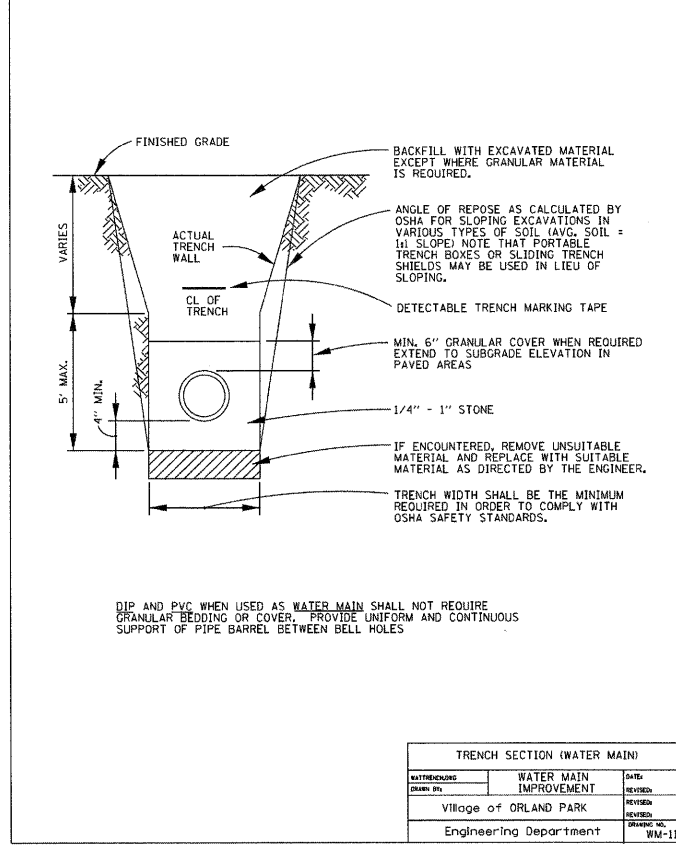 FINISHED GRADE
BACKFILL WITH EXCAVATED MATERIAL
EXCEPT WHERE GRANULAR MATERIAL
IS REQUIRED.
ANGLE OF REPOSE AS CALCULATED BY
OSHA FOR SLOPING EXCAVATIONS IN
VARIOUS TYPES OF SOIL (AVG. SOIL =
1:1 SLOPE) NOTE THAT PORTABLE
TRENCH BOXES OR SLIDING TRENCH
SHIELDS MAY BE USED IN LIEU OF
SLOPING.
ACTUAL
TRENCH
WALL
VARIES
CL OF
TRENCH
DETECTABLE TRENCH MARKING TAPE
MIN. 6" GRANULAR COVER WHEN REQUIRED
EXTEND TO SUBGRADE ELEVATION IN
PAVED AREAS
5' MAX.
4" MIN.
1/4" - 1" STONE
IF ENCOUNTERED, REMOVE UNSUITABLE
MATERIAL AND REPLACE WITH SUITABLE
MATERIAL AS DIRECTED BY THE ENGINEER.
TRENCH WIDTH SHALL BE THE MINIMUM
REQUIRED IN ORDER TO COMPLY WITH
OSHA SAFETY STANDARDS.
DIP AND PVC WHEN USED AS WATER MAIN SHALL NOT REQUIRE
GRANULAR BEDDING OR COVER. PROVIDE UNIFORM AND CONTINUOUS
SUPPORT OF PIPE BARREL BETWEEN BELL HOLES
TRENCH SECTION (WATER MAIN)
WATTRENCH.DWG
DRAWN BY:
WATER MAIN
IMPROVEMENT
DATE:
REVISED:
Village of ORLAND PARK
REVISED:
REVISED:
Engineering Department
DRAWING NO.
WM-11